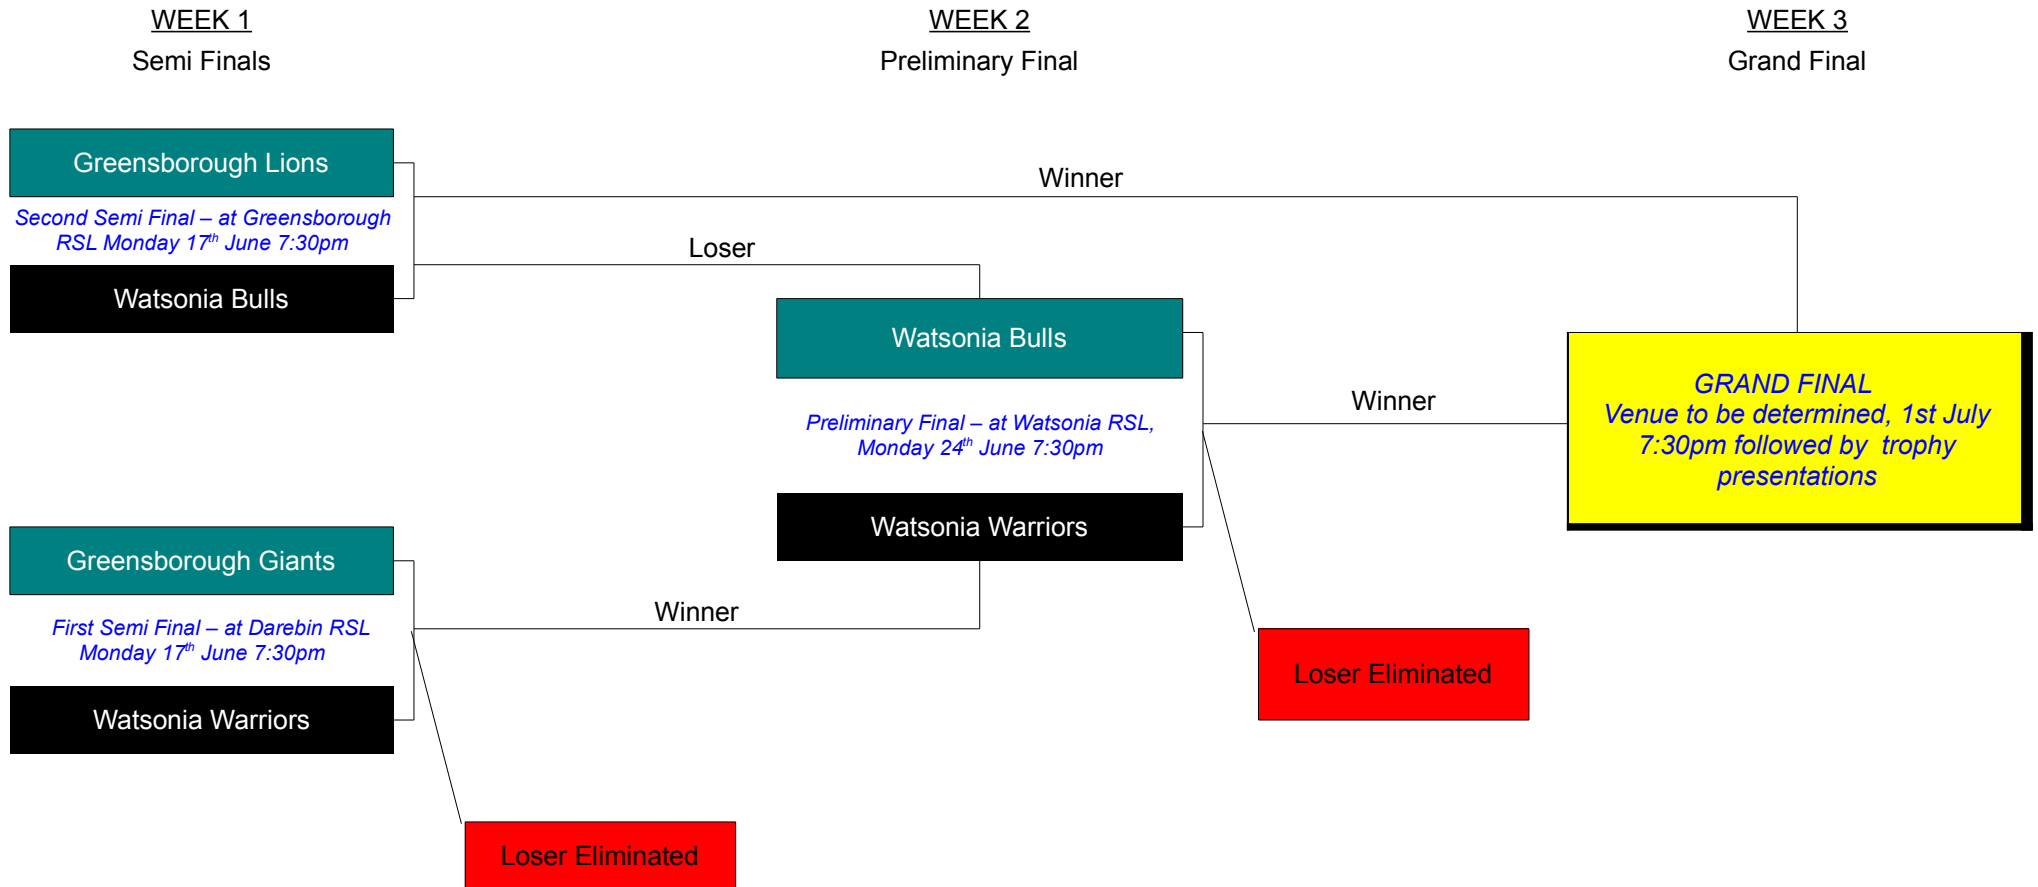 WEEK 1
Semi Finals
WEEK 2
Preliminary Final
WEEK 3
Grand Final
Greensborough Lions
Second Semi Final – at Greensborough
RSL Monday 17th June 7:30pm
Watsonia Bulls
Winner
Loser
Watsonia Bulls
Preliminary Final – at Watsonia RSL,
Monday 24th June 7:30pm
Watsonia Warriors
Winner
GRAND FINAL
Venue to be determined, 1st July
7:30pm followed by  trophy
presentations
Greensborough Giants
First Semi Final – at Darebin RSL
Monday 17th June 7:30pm
Watsonia Warriors
Winner
Loser Eliminated
Loser Eliminated